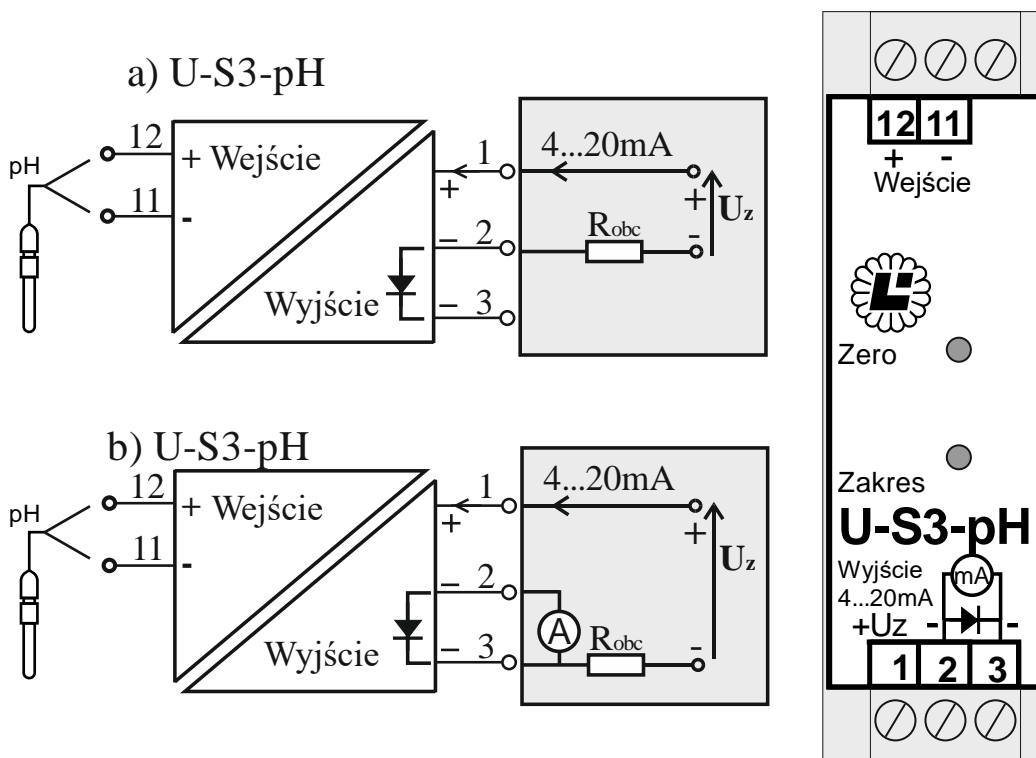 a) U-S3-pH
pH
12
+ Wejście
11
-
1
+
4...20mA
+
Uz
- 2
Robc
-
Wyjście
- 3
b) U-S3-pH
pH
12
+ Wejście
11
-
1
+
4...20mA
+
Uz
- 2
A
Wyjście
- 3
Robc
-
12 11
+ -
Wejście
Zero
Zakres
U-S3-pH
Wyjście
mA
4...20mA
+Uz - -
1 2 3